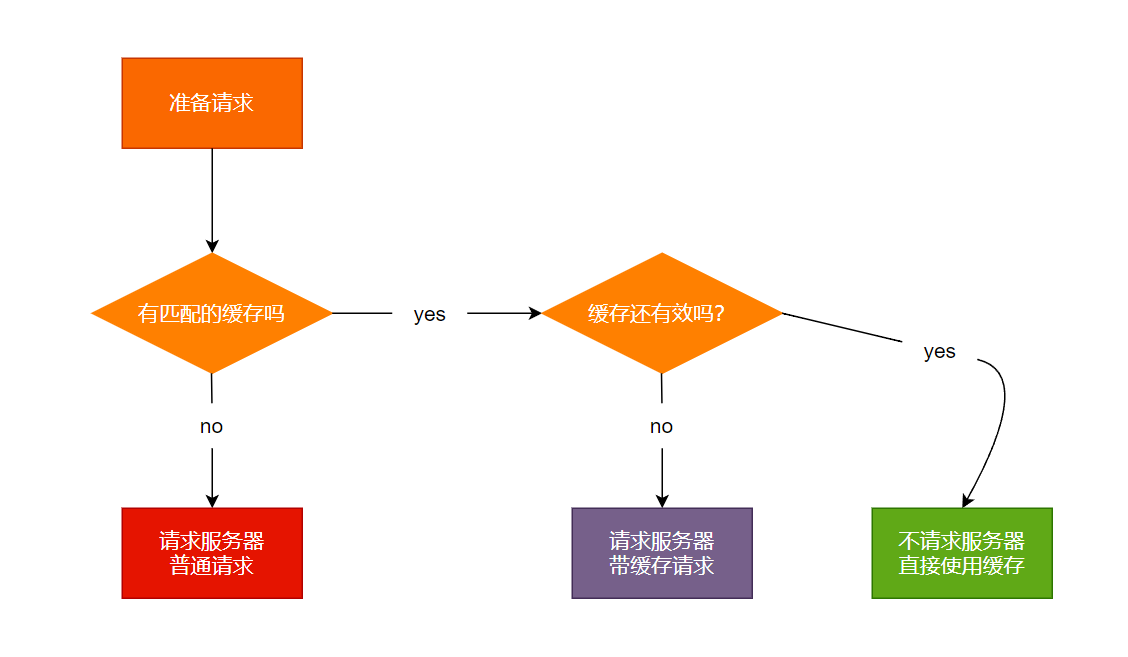 准备请求
有匹配的缓存吗
yes
缓存还有效吗?
yes
no
no
请求服务器
普通请求
请求服务器
带缓存请求
不请求服务器
直接使用缓存